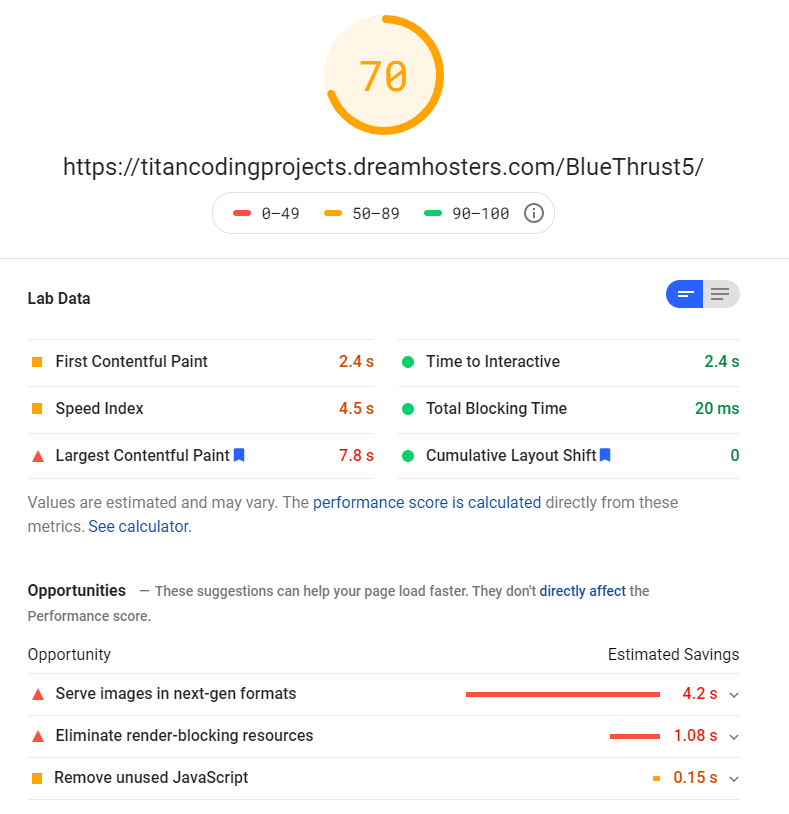 70
https://titancodingprojects.dreamhosters.com/BlueThrust5/
0–49 50–89 90–100
Lab Data
First Contentful Paint 2.4 s
Time to Interactive 2.4 s
Speed Index 4.5 s
Total Blocking Time 20 ms
Largest Contentful Paint 7.8 s
Cumulative Layout Shift 0
Values are estimated and may vary. The performance score is calculated directly from these
metrics. See calculator.
Opportunities — These suggestions can help your page load faster. They don't directly affect the
Performance score.
Opportunity Estimated Savings
Serve images in next-gen formats 4.2 s
Eliminate render-blocking resources 1.08 s
Remove unused JavaScript 0.15 s